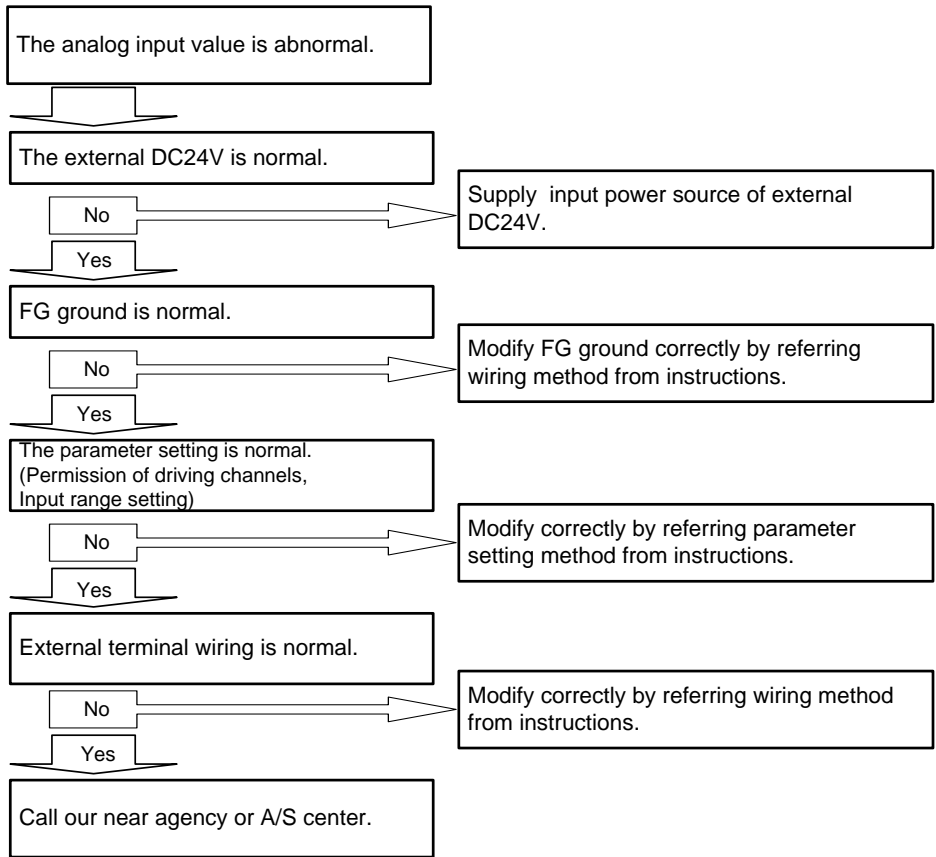 The analog input value is abnormal.
The external DC24V is normal.
No
Supply  input power source of external
DC24V.
Yes
FG ground is normal.
No
Modify FG ground correctly by referring
wiring method from instructions.
Yes
The parameter setting is normal.
(Permission of driving channels,
Input range setting)
No
Modify correctly by referring parameter
setting method from instructions.
Yes
External terminal wiring is normal.
No
Modify correctly by referring wiring method
from instructions.
Yes
Call our near agency or A/S center.